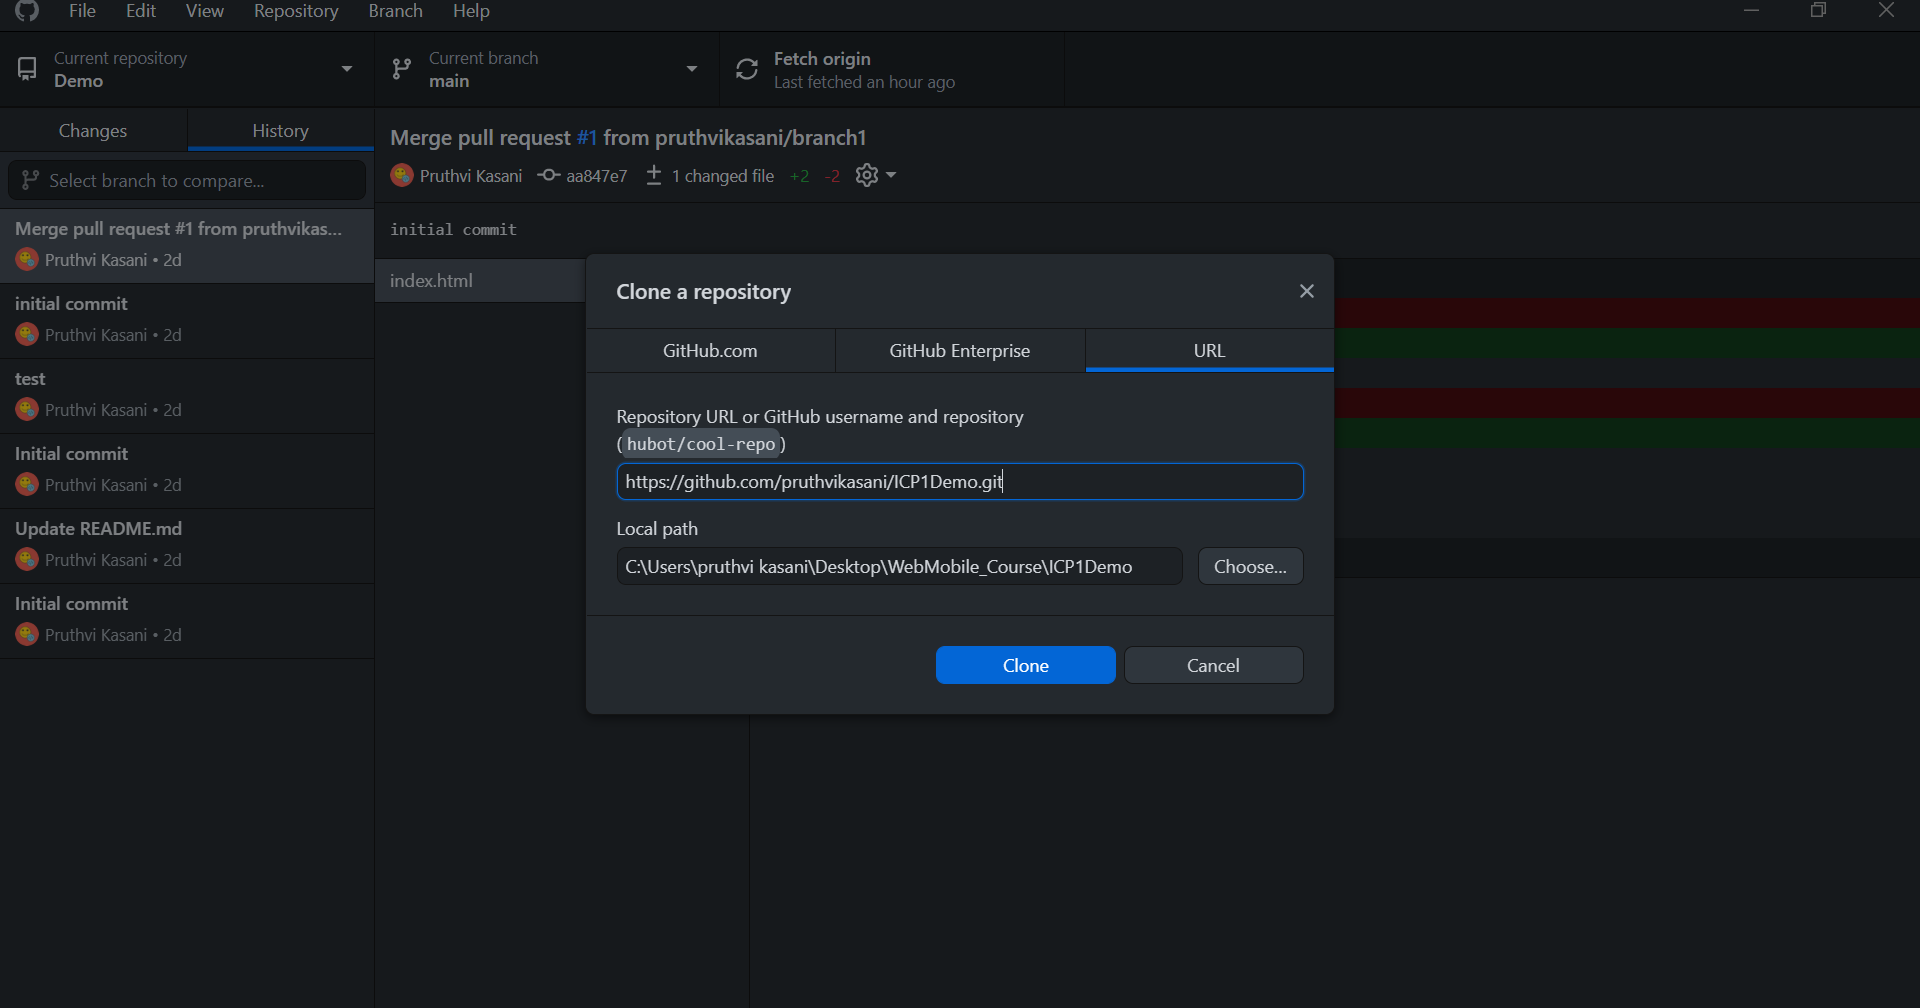 File Edit View Repository Branch Help
Current repository
Demo
Current branch
main
Fetch origin
Last fetched an hour ago
Changes
History
Select branch to compare...
Merge pull request #1 from pruthvikas...
Pruthvi Kasani • 2d
initial commit
Pruthvi Kasani • 2d
test
Pruthvi Kasani • 2d
Initial commit
Pruthvi Kasani • 2d
Update README.md
Pruthvi Kasani • 2d
Initial commit
Pruthvi Kasani • 2d
Merge pull request #1 from pruthvikasani/branch1
Pruthvi Kasani aa847e7 1 changed file +2 -2
initial commit
index.html
Clone a repository
GitHub.com
GitHub Enterprise
URL
Repository URL or GitHub username and repository
(hubot/cool-repo)
https://github.com/pruthvikasani/ICP1Demo.git
Local path
C:\Users\pruthvi kasani\Desktop\WebMobile_Course\ICP1Demo
Choose...
Clone
Cancel